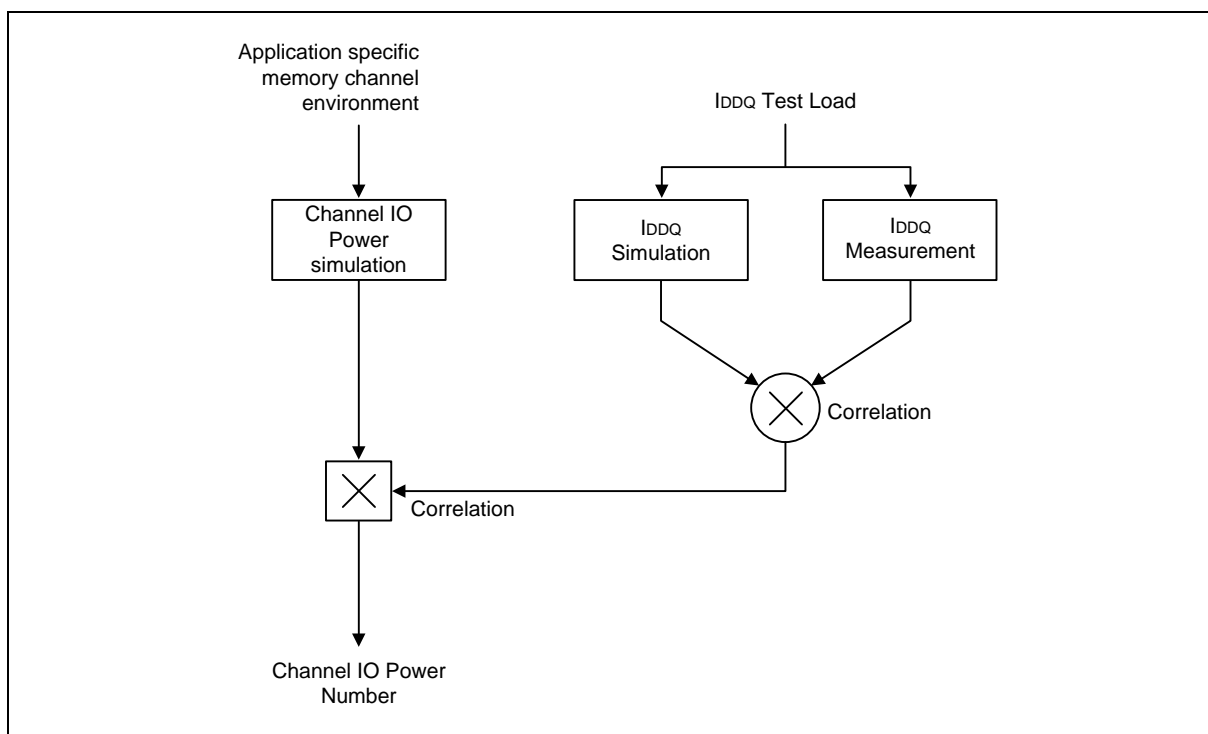 Application specific
memory channel
environment
IDDQ Test Load
Channel IO
Power
simulation
IDDQ
Simulation
IDDQ
Measurement
Correlation
Correlation
Channel IO Power
Number